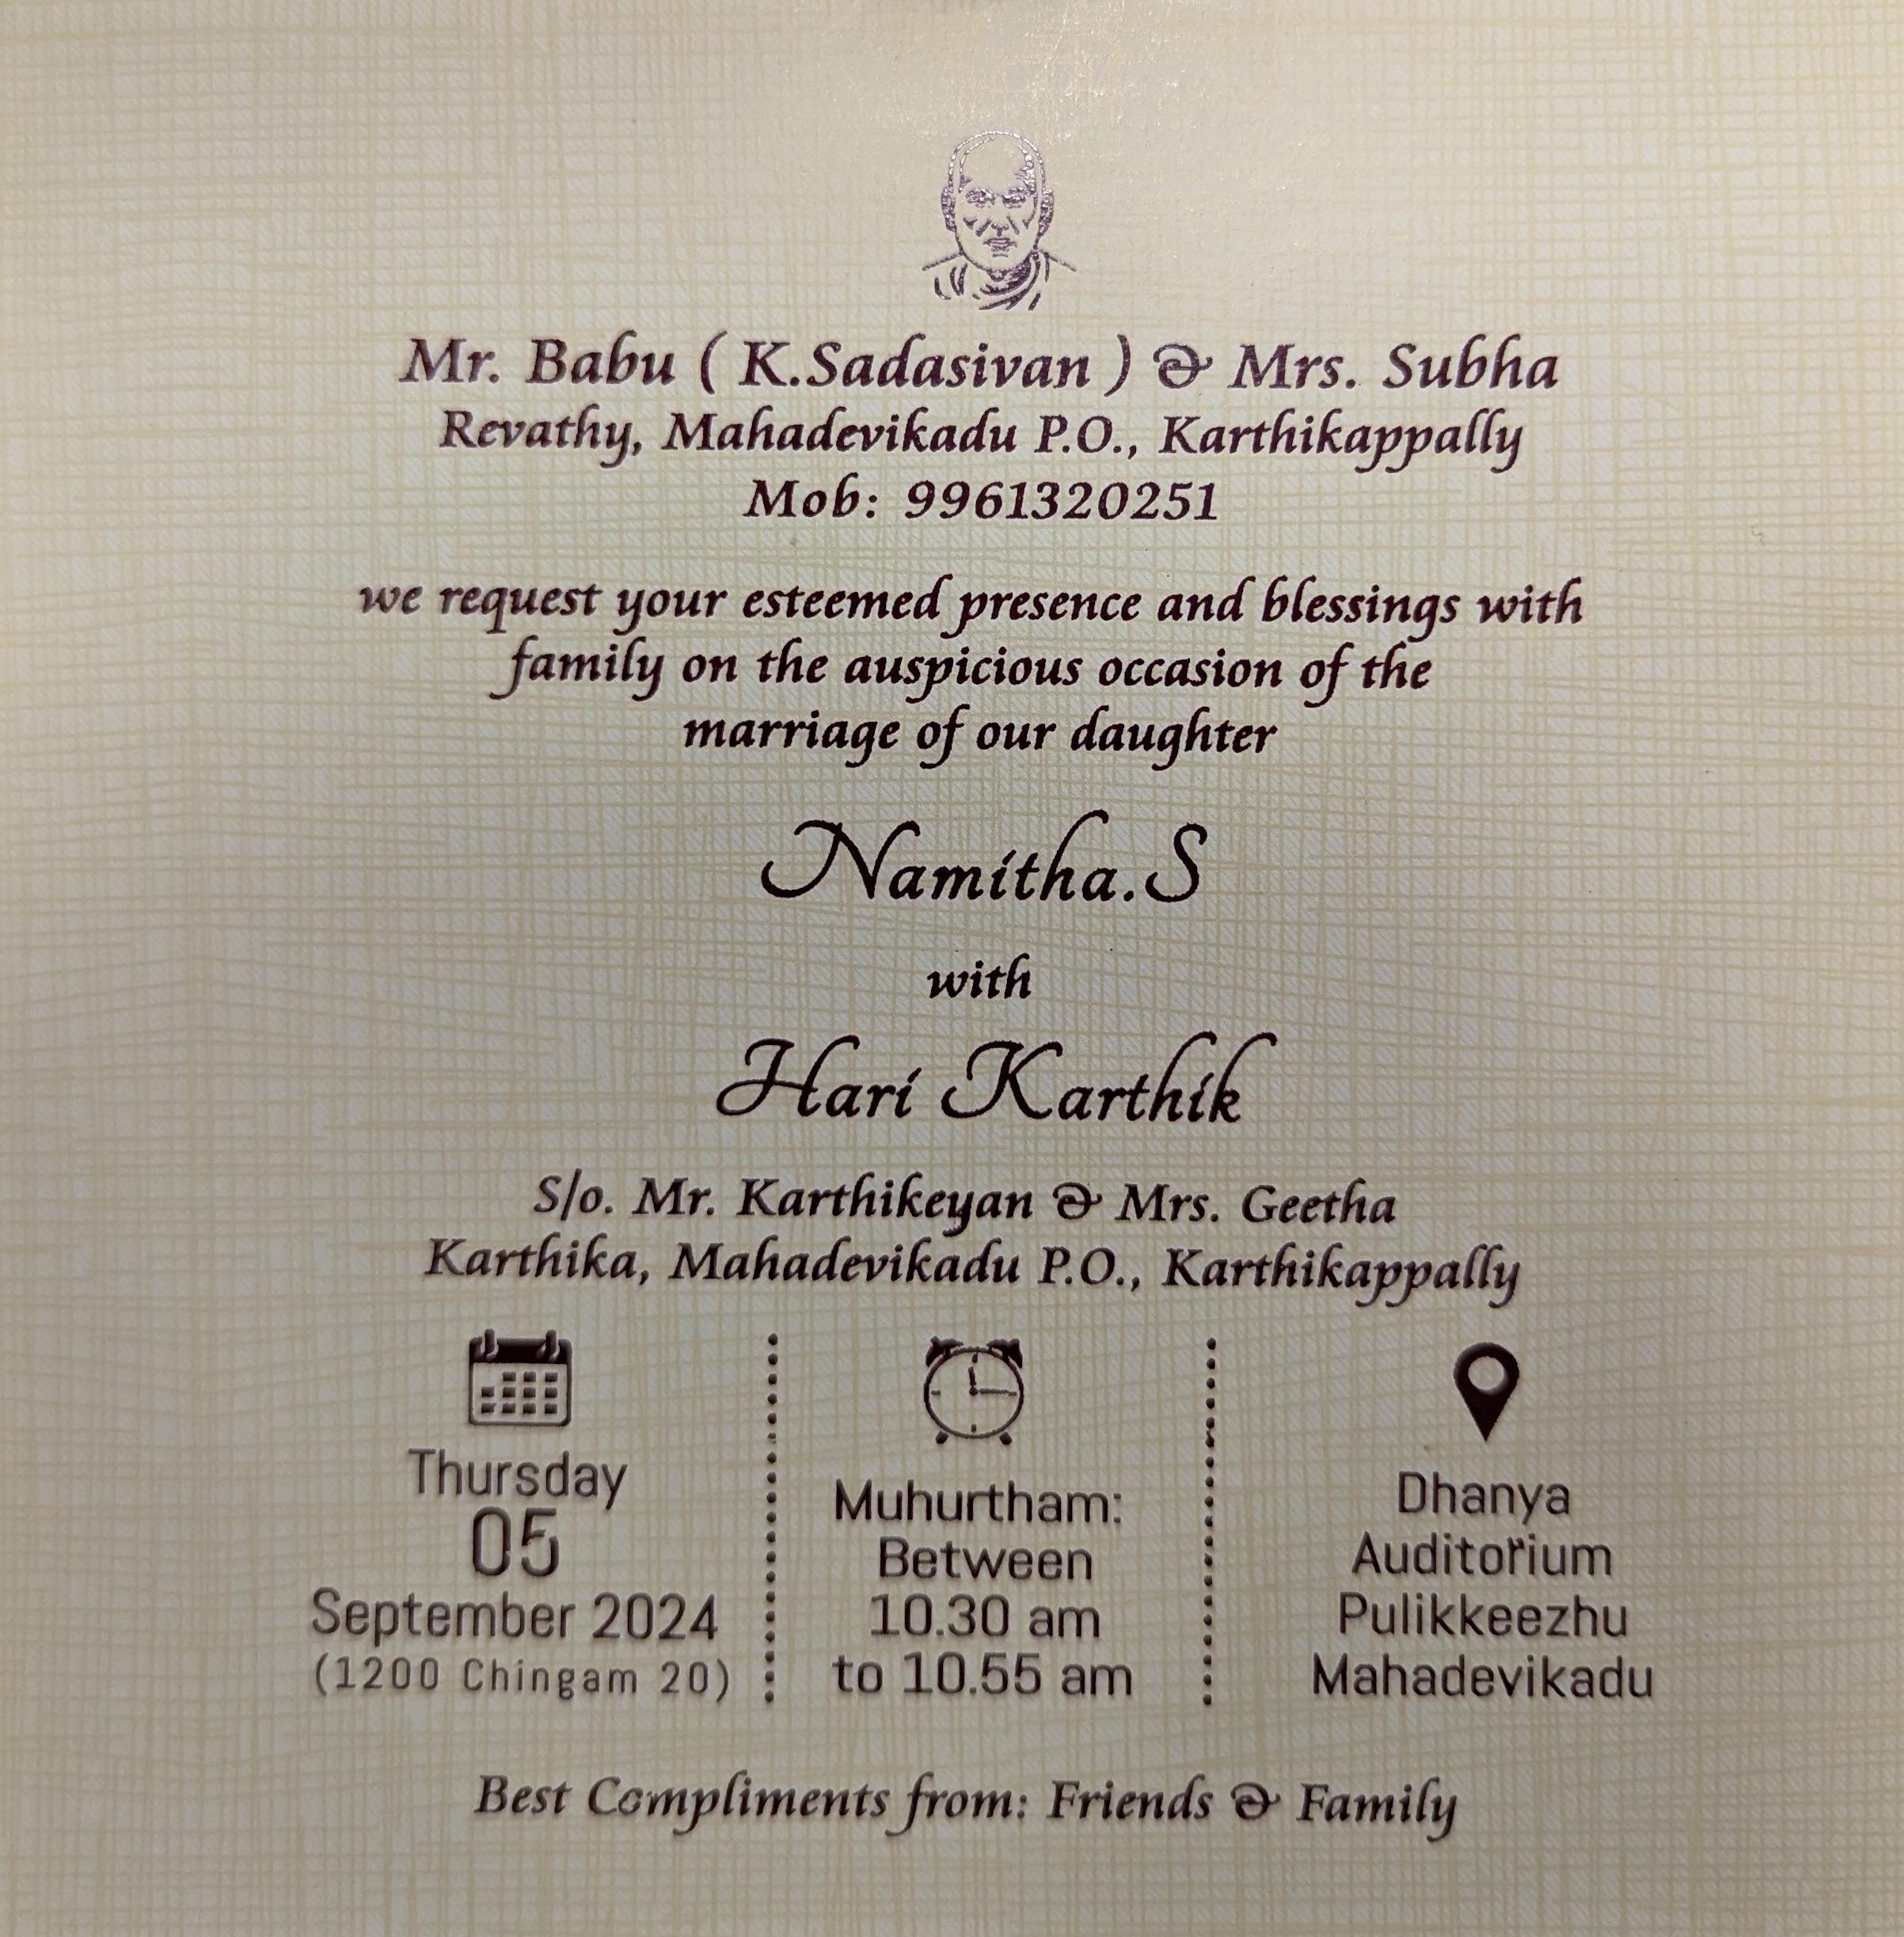 Mr. Babu ( K.Sadasivan ) & Mrs. Subha
Revathy, Mahadevikadu P.O., Karthikappally
Mob: 9961320251
we request your esteemed presence and blessings with
family on the auspicious occasion of the
marriage of our daughter
Namitha.S
with
Hari Karthik
S/o. Mr. Karthikeyan & Mrs. Geetha
Karthika, Mahadevikadu P.O., Karthikappally
Thursday
05
September 2024
(1200 Chingam 20)
Muhurtham:
Between
10.30 am
to 10.55 am
Dhanya
Auditorium
Pulikkeezhu
Mahadevikadu
Best Compliments from: Friends & Family